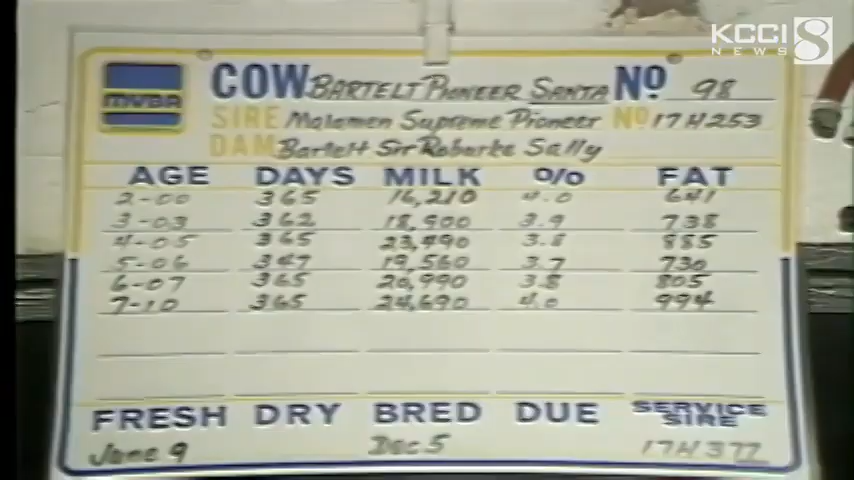 KCCI 8
NEWS
MVBA
COW BARTELT PIONEER SANTA NO 98
SIRE Malemen Supreme Pioneer NO 17H253
DAM Bartelt Sir Roburke Sally
AGE DAYS MILK % FAT
2-00 365 16,210 4.0 641
3-03 362 18,900 3.9 738
4-05 365 23,490 3.8 885
5-06 347 19,560 3.7 730
6-07 365 20,990 3.8 805
7-10 365 24,690 4.0 994
FRESH DRY BRED DUE SERVICE SIRE
June 9 Dec 5 17H377